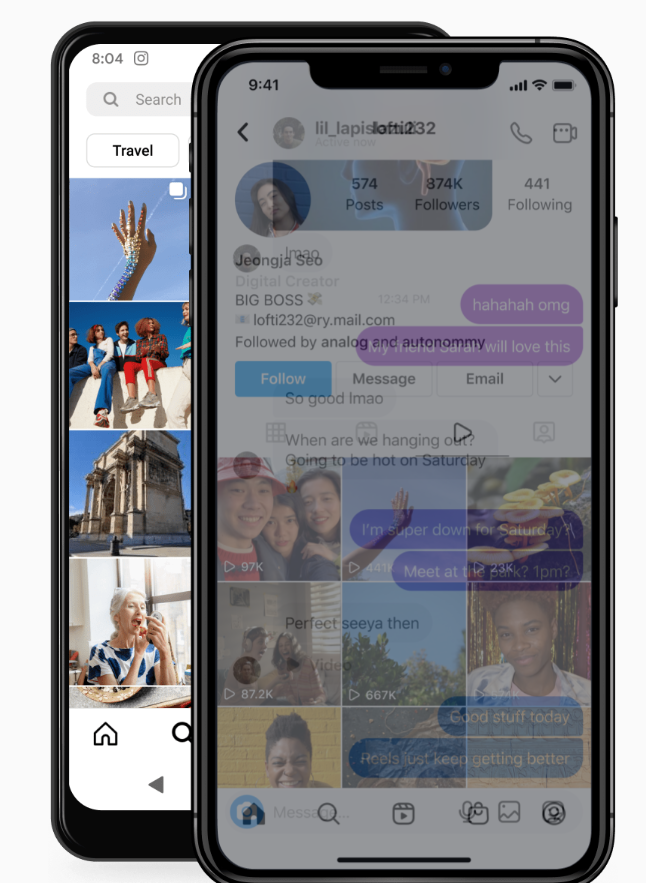 8:04
Search
Travel
9:41
lil_lapis
lofti232
Active now
574
874K
441
Posts
Followers
Following
lmao
Jeongja Seo
Digital Creator
BIG BOSS
12:34 PM
hahahah omg
lofti232@ry.mail.com
Followed by analog and autonommy
My friend Sarah will love this
Follow
Message
Email
So good lmao
When are we hanging out?
Going to be hot on Saturday
I'm super down for Saturday?!
97K
441K
23K
Meet at the park? 1pm?
Perfect seeya then
Video
87.2K
667K
Good stuff today
Reels just keep getting better
Message...